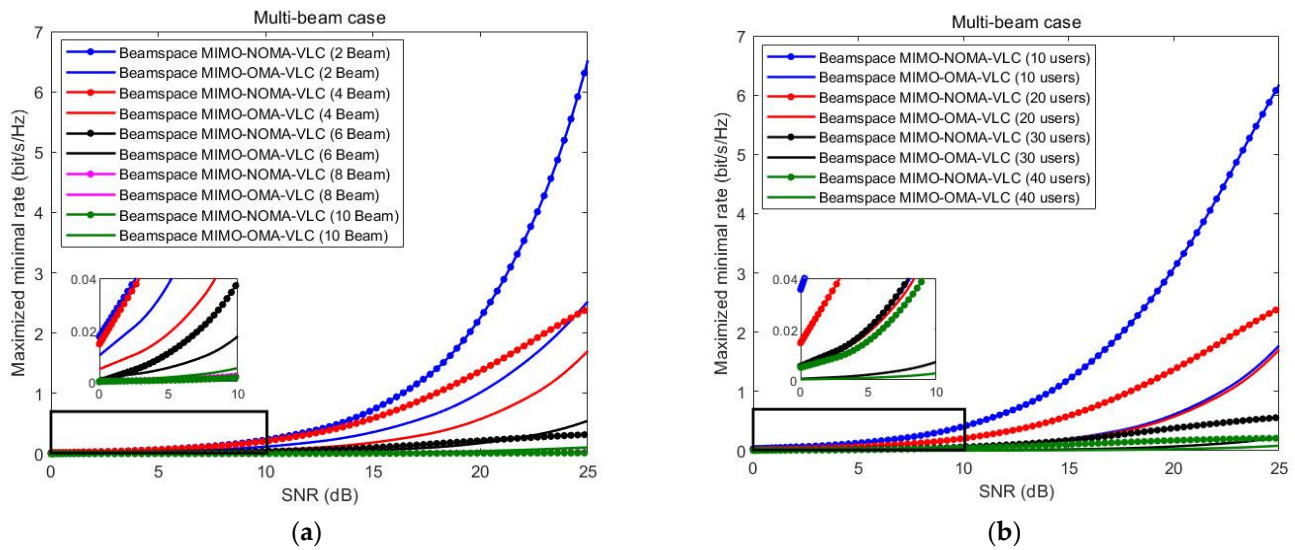 Multi-beam case
7
6
5
4
3
2
1
0
Maximized minimal rate (bit/s/Hz)
Beamspace MIMO-NOMA-VLC (2 Beam)
Beamspace MIMO-OMA-VLC (2 Beam)
Beamspace MIMO-NOMA-VLC (4 Beam)
Beamspace MIMO-OMA-VLC (4 Beam)
Beamspace MIMO-NOMA-VLC (6 Beam)
Beamspace MIMO-OMA-VLC (6 Beam)
Beamspace MIMO-NOMA-VLC (8 Beam)
Beamspace MIMO-OMA-VLC (8 Beam)
Beamspace MIMO-NOMA-VLC (10 Beam)
Beamspace MIMO-OMA-VLC (10 Beam)
0.04
0.02
0
0 5 10
0 5 10 15 20 25
SNR (dB)
(a)
Multi-beam case
7
6
5
4
3
2
1
0
Maximized minimal rate (bit/s/Hz)
Beamspace MIMO-NOMA-VLC (10 users)
Beamspace MIMO-OMA-VLC (10 users)
Beamspace MIMO-NOMA-VLC (20 users)
Beamspace MIMO-OMA-VLC (20 users)
Beamspace MIMO-NOMA-VLC (30 users)
Beamspace MIMO-OMA-VLC (30 users)
Beamspace MIMO-NOMA-VLC (40 users)
Beamspace MIMO-OMA-VLC (40 users)
0.04
0.02
0
0 5 10
0 5 10 15 20 25
SNR (dB)
(b)